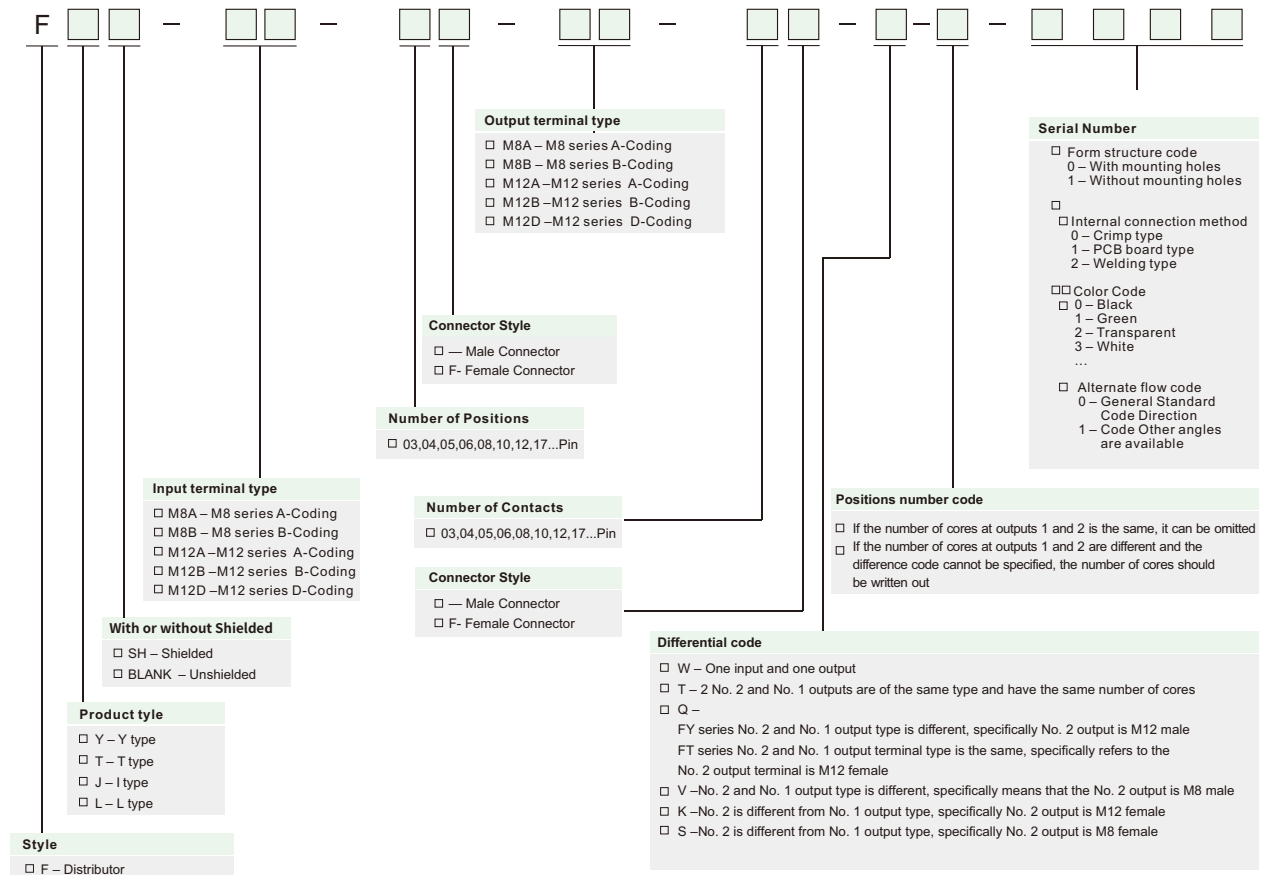 F — — — — — — —
Output terminal type
□ M8A – M8 series A-Coding
□ M8B – M8 series B-Coding
□ M12A –M12 series A-Coding
□ M12B –M12 series B-Coding
□ M12D –M12 series D-Coding
Serial Number
□ Form structure code
0 – With mounting holes
1 – Without mounting holes
□
□ Internal connection method
0 – Crimp type
1 – PCB board type
2 – Welding type
□□ Color Code
□ 0 – Black
1 – Green
2 – Transparent
3 – White
...
□ Alternate flow code
0 – General Standard
Code Direction
1 – Code Other angles
are available
Connector Style
□ — Male Connector
□ F- Female Connector
Number of Positions
□ 03,04,05,06,08,10,12,17...Pin
Input terminal type
□ M8A – M8 series A-Coding
□ M8B – M8 series B-Coding
□ M12A –M12 series A-Coding
□ M12B –M12 series B-Coding
□ M12D –M12 series D-Coding
Number of Contacts
□ 03,04,05,06,08,10,12,17...Pin
Connector Style
□ — Male Connector
□ F- Female Connector
Positions number code
□ If the number of cores at outputs 1 and 2 is the same, it can be omitted
□ If the number of cores at outputs 1 and 2 are different and the
difference code cannot be specified, the number of cores should
be written out
With or without Shielded
□ SH – Shielded
□ BLANK – Unshielded
Differential code
□ W – One input and one output
□ T – 2 No. 2 and No. 1 outputs are of the same type and have the same number of cores
□ Q –
FY series No. 2 and No. 1 output type is different, specifically No. 2 output is M12 male
FT series No. 2 and No. 1 output terminal type is the same, specifically refers to the
No. 2 output terminal is M12 female
□ V –No. 2 and No. 1 output type is different, specifically means that the No. 2 output is M8 male
□ K –No. 2 is different from No. 1 output type, specifically No. 2 output is M12 female
□ S –No. 2 is different from No. 1 output type, specifically No. 2 output is M8 female
Product tyle
□ Y – Y type
□ T – T type
□ J – I type
□ L – L type
Style
□ F – Distributor